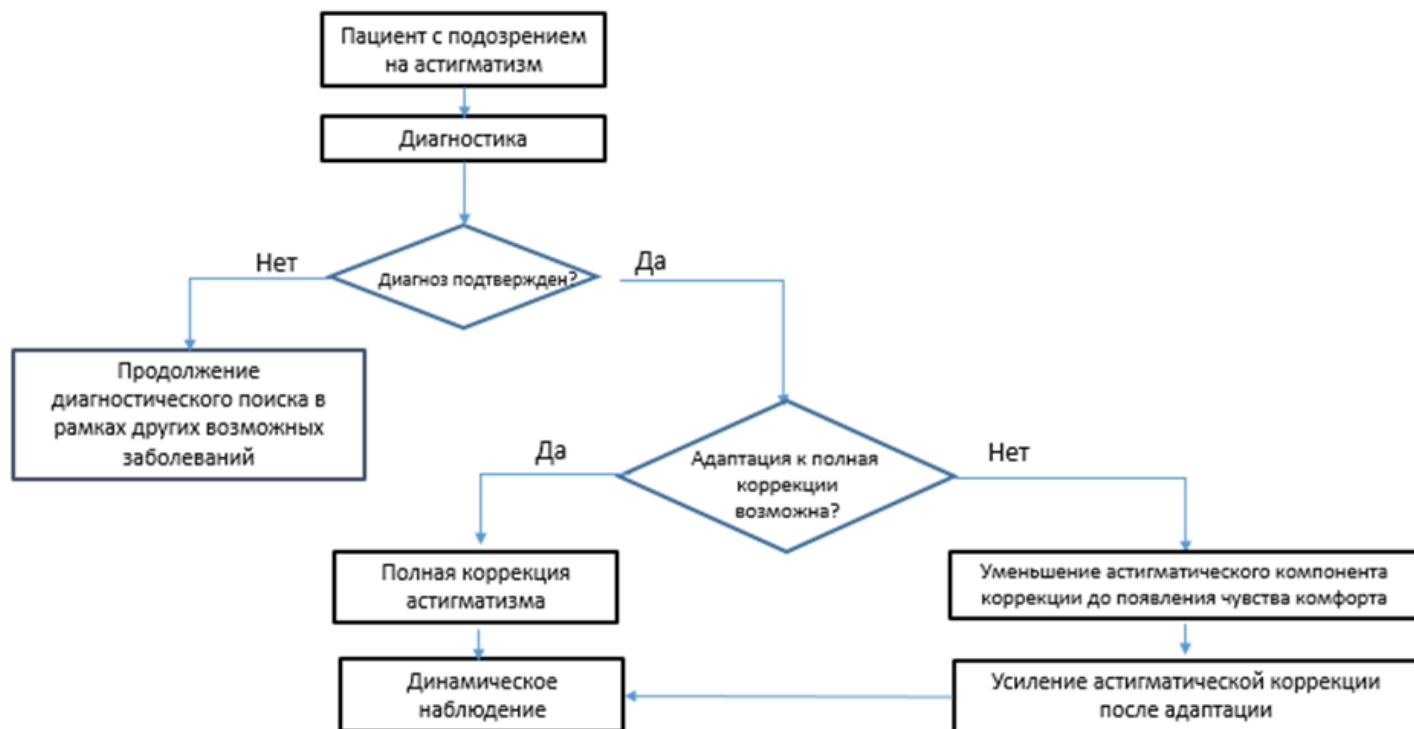 Пациент с подозрением
на астигматизм
Диагностика
Нет
Диагноз подтвержден?
Да
Продолжение
диагностического поиска в
рамках других возможных
заболеваний
Да
Адаптация к полная
коррекции
возможна?
Нет
Полная коррекция
астигматизма
Уменьшение астигматического компонента
коррекции до появления чувства комфорта
Динамическое
наблюдение
Усиление астигматической коррекции
после адаптации